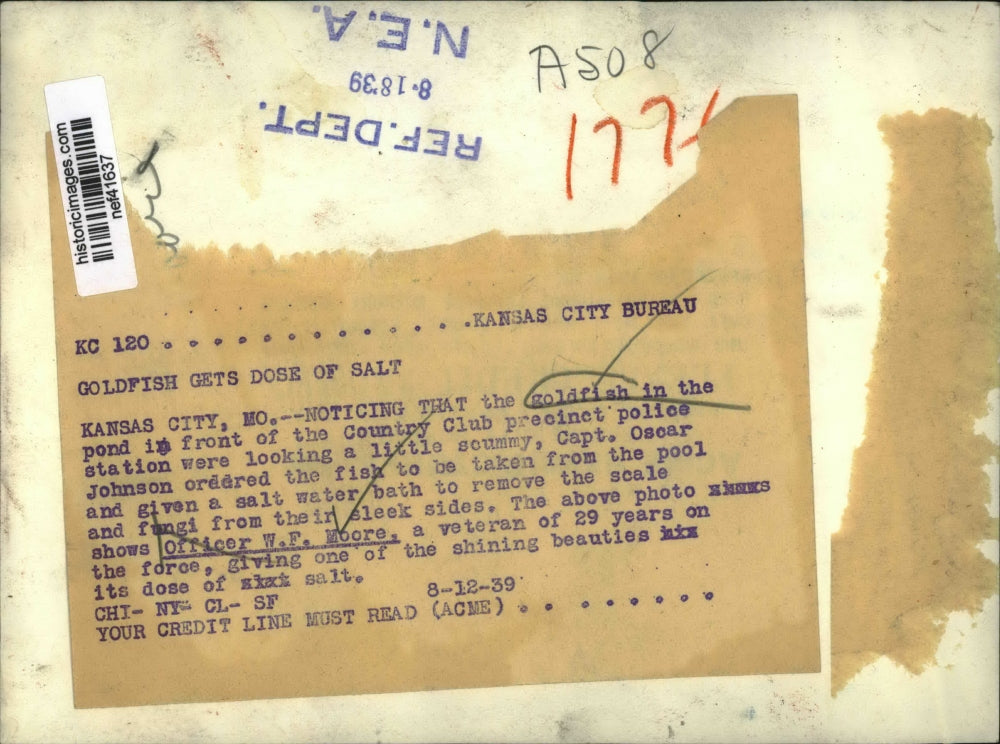 N.E.A.
8·18'39
REF. DEPT.
A508
177
historicimages.com
nef41637
KC 120 . . . . . . . . . . . . . .KANSAS CITY BUREAU
GOLDFISH GETS DOSE OF SALT
KANSAS CITY, MO.--NOTICING THAT the goldfish in the
pond in front of the Country Club precinct police
station were looking a little scummy, Capt. Oscar
Johnson orddred the fish to be taken from the pool
and given a salt water bath to remove the scale
and fungi from their sleek sides. The above photo
shows Officer W.F. Moore, a veteran of 29 years on
the force, giving one of the shining beauties
its dose of salt.
CHI- NY- CL- SF 8-12-39
YOUR CREDIT LINE MUST READ (ACME) . . . . . . . .